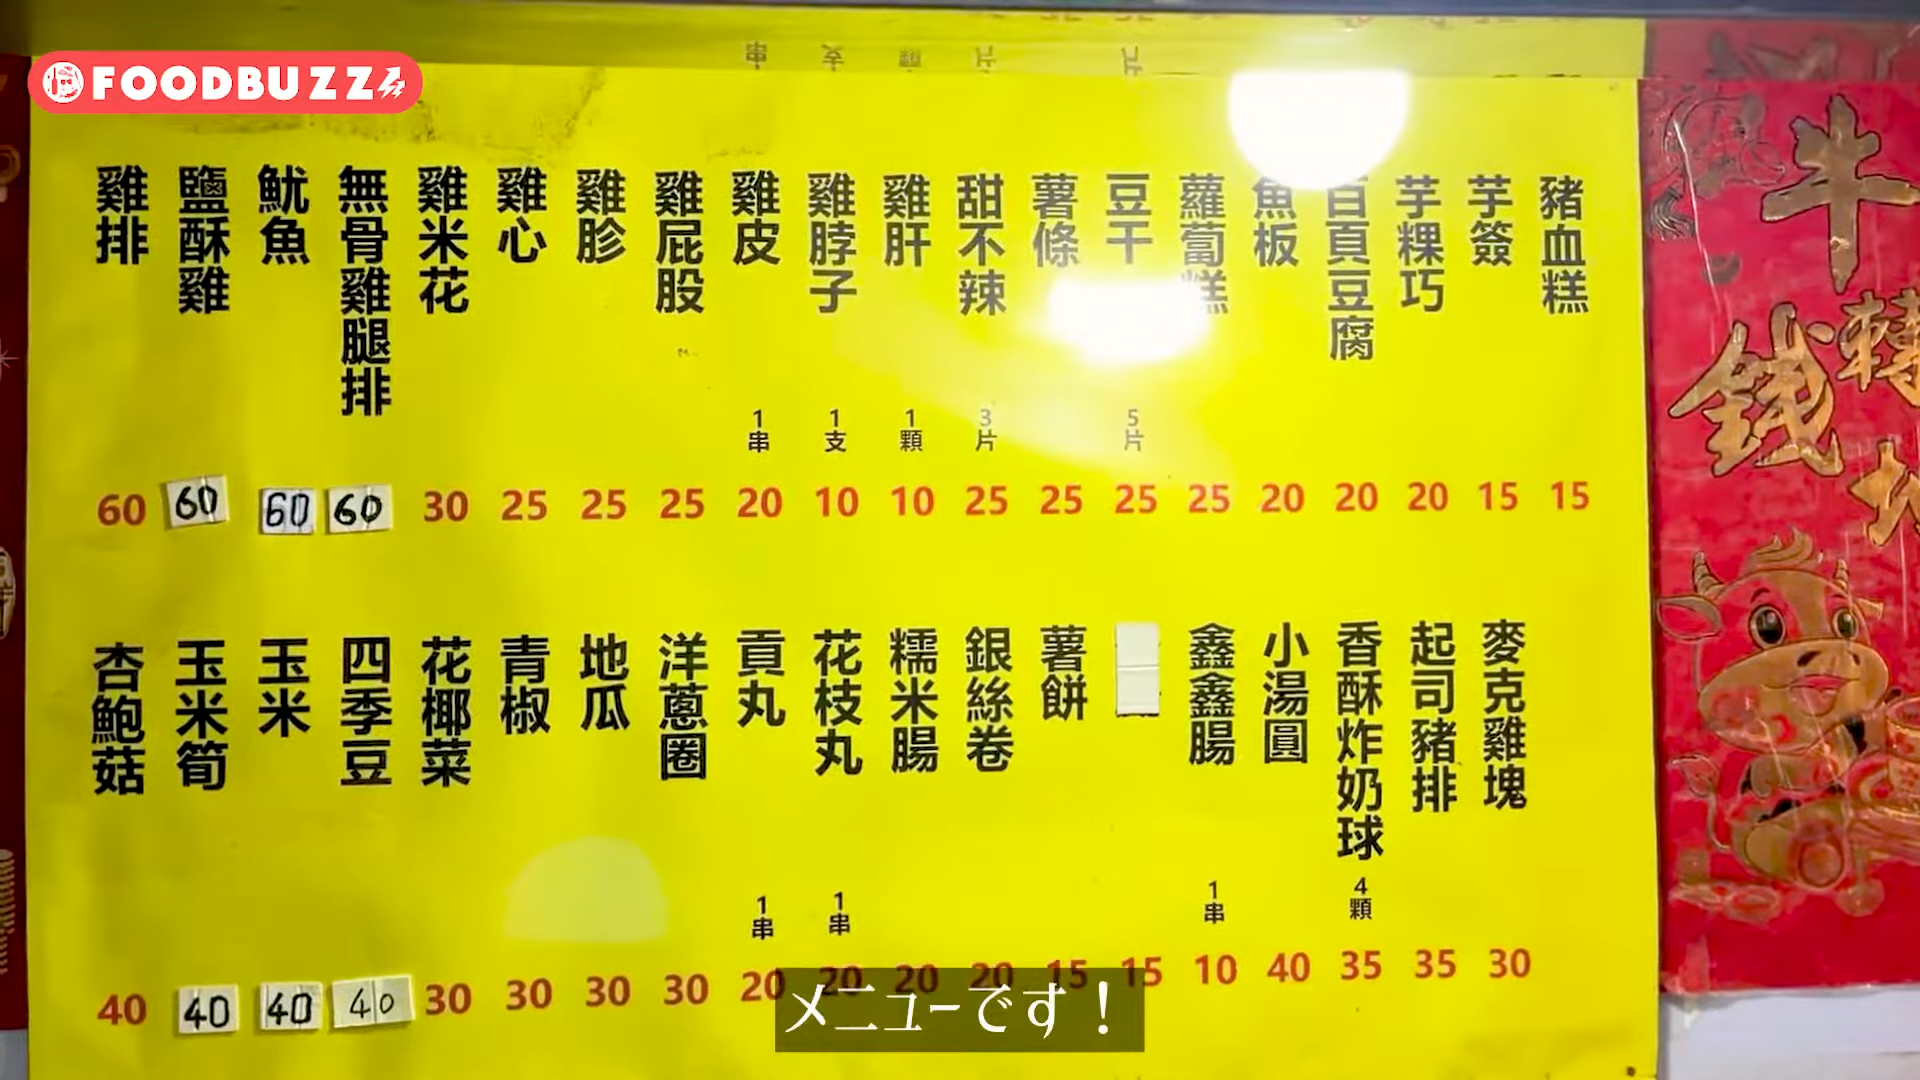 FOODBUZZ
雞排 60
鹽酥雞 60
魷魚 60
無骨雞腿排 60
雞米花 30
雞心 25
雞胗 25
雞屁股 25
雞皮 1串 20
雞脖子 1支 10
雞肝 1顆 10
甜不辣 3片 25
薯條 25
豆干 5片 25
蘿蔔糕 25
魚板 20
百頁豆腐 20
芋粿巧 20
芋簽 15
豬血糕 15
杏鮑菇 40
玉米筍 40
玉米 40
四季豆 40
花椰菜 30
青椒 30
地瓜 30
洋蔥圈 30
貢丸 1串 20
花枝丸 1串 20
糯米腸 20
銀絲卷 20
薯餅 15
15
鑫鑫腸 1串 10
小湯圓 40
香酥炸奶球 4顆 35
起司豬排 35
麥克雞塊 30
牛
轉
錢
メニューです！